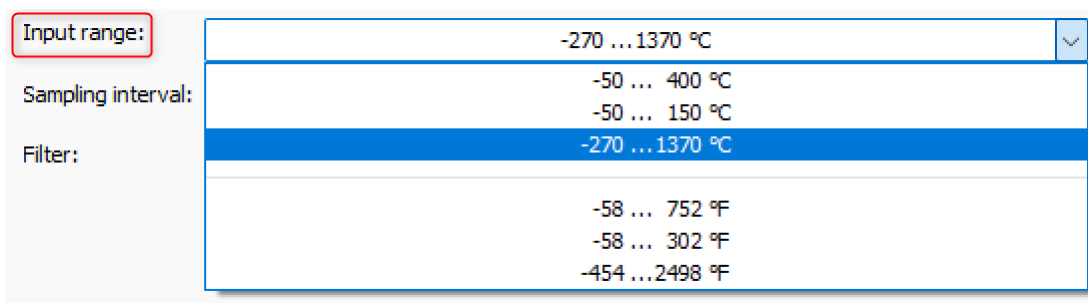 Input range:
-270 ...1370 ℃
-50 ... 400 ℃
Sampling interval:
-50 ... 150 ℃
Filter:
-270 ...1370 ℃
-58 ... 752 ℉
-58 ... 302 ℉
-454 ...2498 ℉